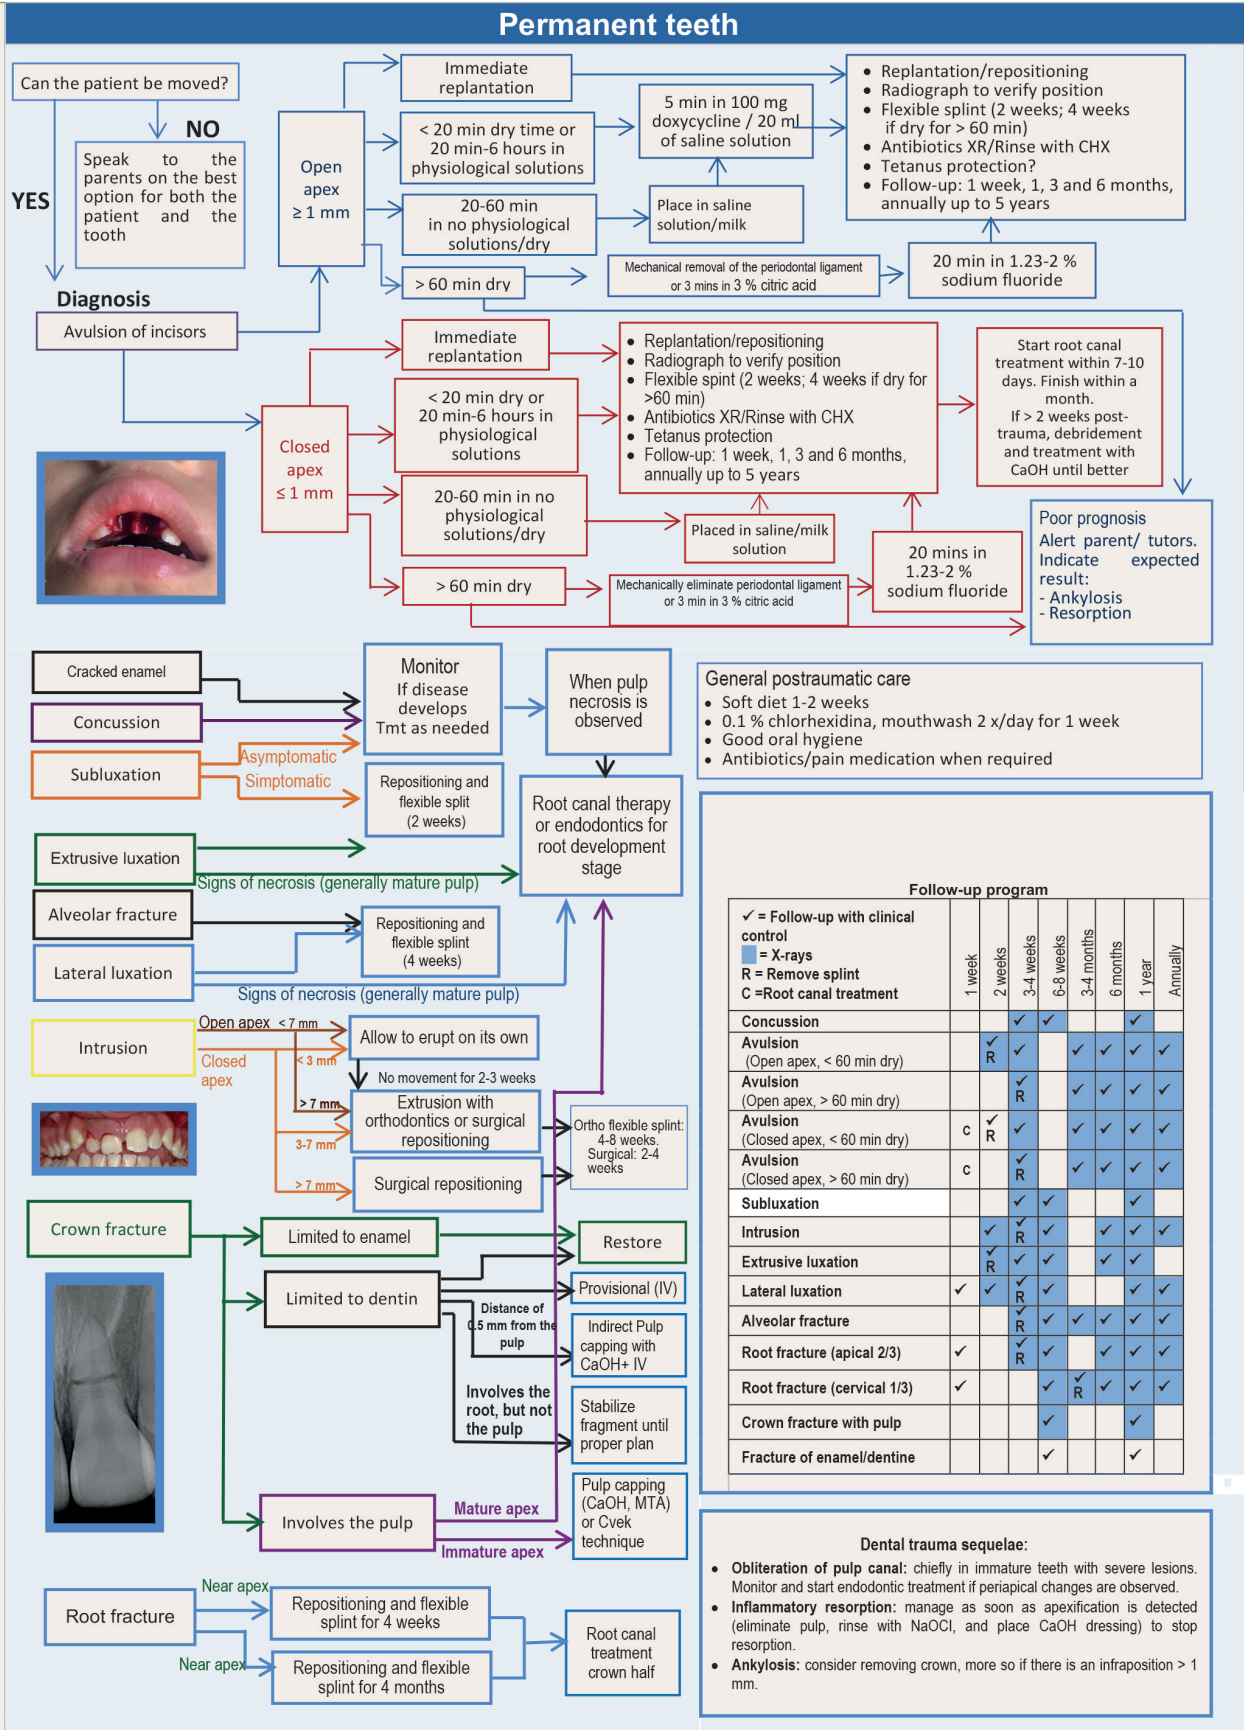 Permanent teeth
Can the patient be moved?
NO
YES
Speak to the
parents on the best
option for both the
patient and the
tooth
Diagnosis
Avulsion of incisors
Open
apex
≥ 1 mm
Immediate
replantation
< 20 min dry time or
20 min-6 hours in
physiological solutions
20-60 min
in no physiological
solutions/dry
> 60 min dry
5 min in 100 mg
doxycycline / 20 ml
of saline solution
Place in saline
solution/milk
Mechanical removal of the periodontal ligament
or 3 mins in 3 % citric acid
20 min in 1.23-2 %
sodium fluoride
• Replantation/repositioning
• Radiograph to verify position
• Flexible splint (2 weeks; 4 weeks
if dry for > 60 min)
• Antibiotics XR/Rinse with CHX
• Tetanus protection?
• Follow-up: 1 week, 1, 3 and 6 months,
annually up to 5 years
Closed
apex
≤ 1 mm
Immediate
replantation
< 20 min dry or
20 min-6 hours in
physiological
solutions
20-60 min in no
physiological
solutions/dry
> 60 min dry
• Replantation/repositioning
• Radiograph to verify position
• Flexible spint (2 weeks; 4 weeks if dry for
>60 min)
• Antibiotics XR/Rinse with CHX
• Tetanus protection
• Follow-up: 1 week, 1, 3 and 6 months,
annually up to 5 years
Placed in saline/milk
solution
Mechanically eliminate periodontal ligament
or 3 min in 3 % citric acid
20 mins in
1.23-2 %
sodium fluoride
Start root canal
treatment within 7-10
days. Finish within a
month.
If > 2 weeks post-
trauma, debridement
and treatment with
CaOH until better
Poor prognosis
Alert parent/ tutors.
Indicate expected
result:
- Ankylosis
- Resorption
Cracked enamel
Concussion
Subluxation
Asymptomatic
Simptomatic
Monitor
If disease
develops
Tmt as needed
When pulp
necrosis is
observed
Repositioning and
flexible split
(2 weeks)
Root canal therapy
or endodontics for
root development
stage
Extrusive luxation
Signs of necrosis (generally mature pulp)
Alveolar fracture
Lateral luxation
Repositioning and
flexible splint
(4 weeks)
Signs of necrosis (generally mature pulp)
Intrusion
Open apex
< 7 mm
Closed
apex
< 3 mm
Allow to erupt on its own
No movement for 2-3 weeks
> 7 mm
3-7 mm
> 7 mm
Extrusion with
orthodontics or surgical
repositioning
Surgical repositioning
Ortho flexible splint:
4-8 weeks.
Surgical: 2-4
weeks
Crown fracture
Limited to enamel
Restore
Limited to dentin
Provisional (IV)
Distance of
0.5 mm from the
pulp
Indirect Pulp
capping with
CaOH+ IV
Involves the
root, but not
the pulp
Stabilize
fragment until
proper plan
Involves the pulp
Mature apex
Immature apex
Pulp capping
(CaOH, MTA)
or Cvek
technique
Root fracture
Near apex
Near apex
Repositioning and flexible
splint for 4 weeks
Repositioning and flexible
splint for 4 months
Root canal
treatment
crown half
General postraumatic care
• Soft diet 1-2 weeks
• 0.1 % chlorhexidina, mouthwash 2 x/day for 1 week
• Good oral hygiene
• Antibiotics/pain medication when required
Follow-up program
✓ = Follow-up with clinical
control
= X-rays
R = Remove splint
C =Root canal treatment
1 week
2 weeks
3-4 weeks
6-8 weeks
3-4 months
6 months
1 year
Annually
Concussion ✓ ✓ ✓
Avulsion
(Open apex, < 60 min dry) ✓ R ✓ ✓ ✓ ✓ ✓
Avulsion
(Open apex, > 60 min dry) ✓ R ✓ ✓ ✓ ✓
Avulsion
(Closed apex, < 60 min dry) C ✓ R ✓ ✓ ✓ ✓ ✓
Avulsion
(Closed apex, > 60 min dry) C ✓ R ✓ ✓ ✓ ✓
Subluxation ✓ ✓ ✓
Intrusion ✓ ✓ R ✓ ✓ ✓ ✓
Extrusive luxation ✓ R ✓ ✓ ✓ ✓
Lateral luxation ✓ ✓ ✓ R ✓ ✓ ✓
Alveolar fracture ✓ R ✓ ✓ ✓ ✓ ✓
Root fracture (apical 2/3) ✓ ✓ R ✓ ✓ ✓ ✓
Root fracture (cervical 1/3) ✓ ✓ ✓ R ✓ ✓ ✓
Crown fracture with pulp ✓ ✓
Fracture of enamel/dentine ✓ ✓
Dental trauma sequelae:
• Obliteration of pulp canal: chiefly in immature teeth with severe lesions.
Monitor and start endodontic treatment if periapical changes are observed.
• Inflammatory resorption: manage as soon as apexification is detected
(eliminate pulp, rinse with NaOCl, and place CaOH dressing) to stop
resorption.
• Ankylosis: consider removing crown, more so if there is an infraposition > 1
mm.